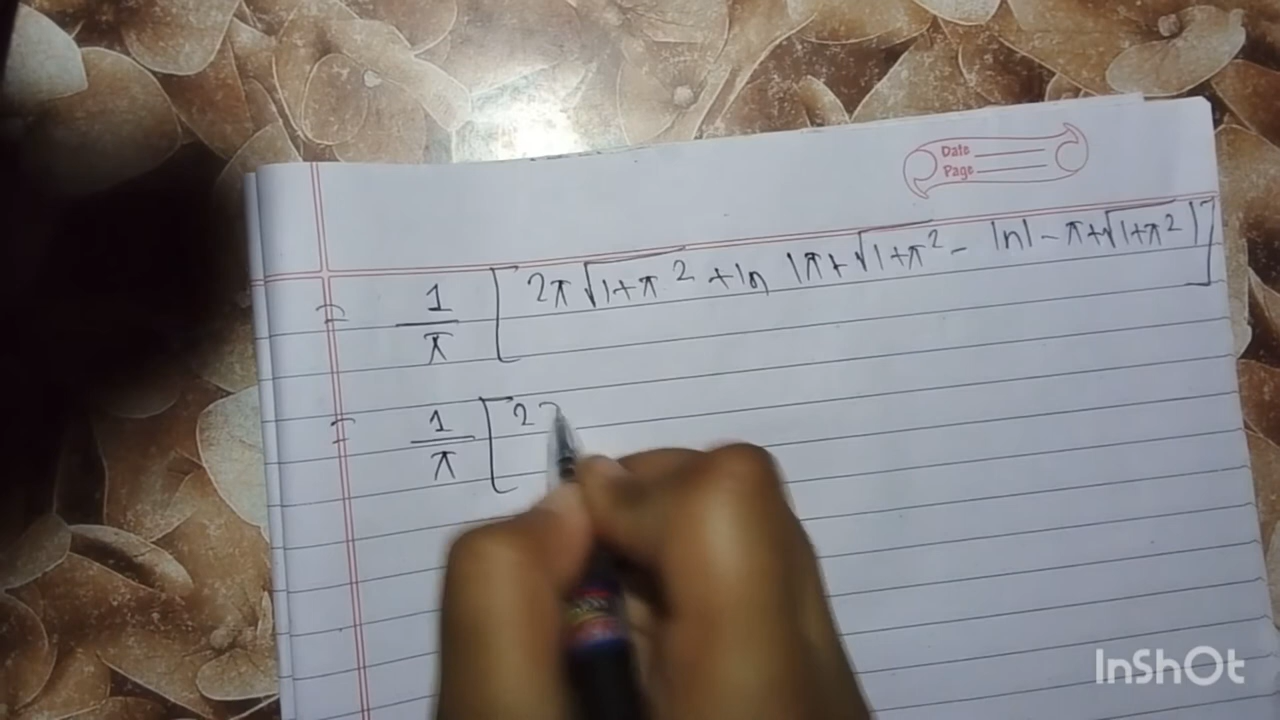 Date
Page
= 1/π [2π√(1+π²) + ln |π+√(1+π²) - ln|-π+√(1+π²)|]
= 1/π [2
InShOt